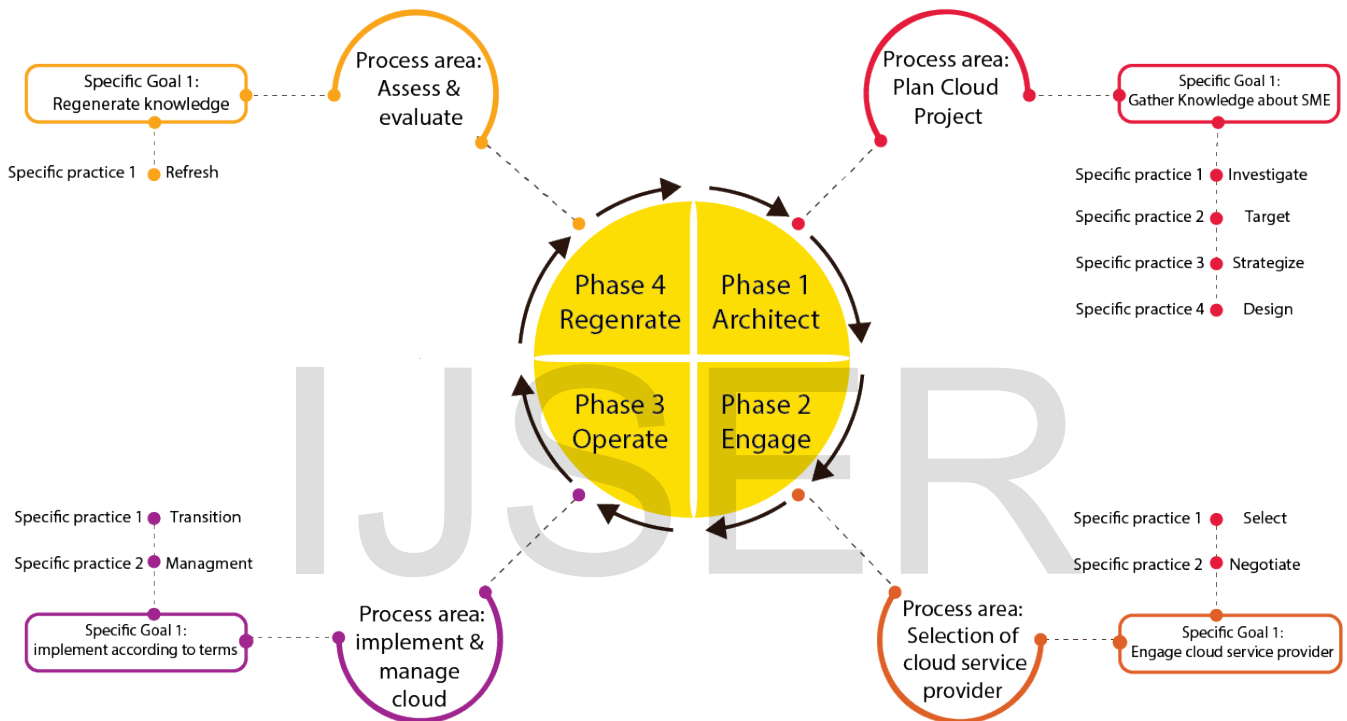 Process area:
Assess &
evaluate
Specific Goal 1:
Regenerate knowledge
Specific practice 1 Refresh
Process area:
Plan Cloud
Project
Specific Goal 1:
Gather Knowledge about SME
Specific practice 1 Investigate
Specific practice 2 Target
Specific practice 3 Strategize
Specific practice 4 Design
Phase 4
Regenrate
Phase 1
Architect
Phase 3
Operate
Phase 2
Engage
IJSER
Specific practice 1 Transition
Specific practice 2 Managment
Specific Goal 1:
implement according to terms
Process area:
implement &
manage
cloud
Process area:
Selection of
cloud service
provider
Specific practice 1 Select
Specific practice 2 Negotiate
Specific Goal 1:
Engage cloud service provider